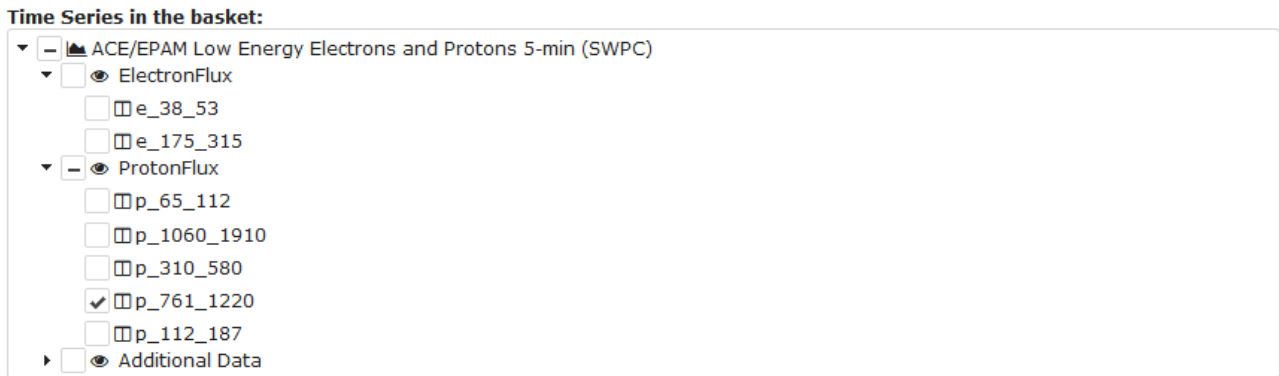 Time Series in the basket:
ACE/EPAM Low Energy Electrons and Protons 5-min (SWPC)
ElectronFlux
e_38_53
e_175_315
ProtonFlux
p_65_112
p_1060_1910
p_310_580
p_761_1220
p_112_187
Additional Data